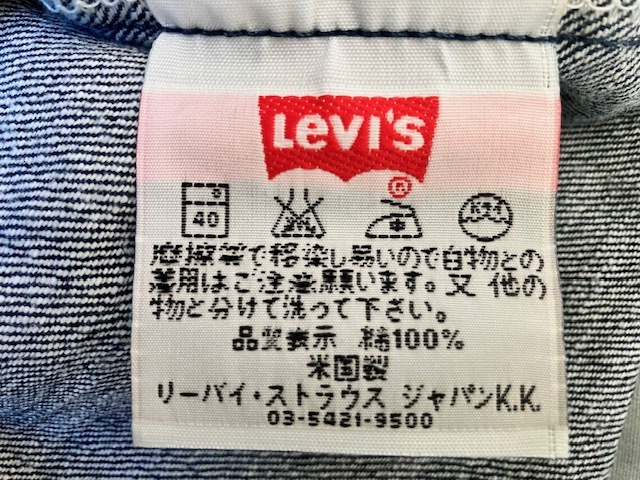 Levi's
®
40
摩擦等で移染し易いので白物との
着用はご注意願います。又 他の
物と分けて洗って下さい。
品質表示 綿100%
米国製
リーバイ・ストラウス ジャパンK.K.
03-5421-9500